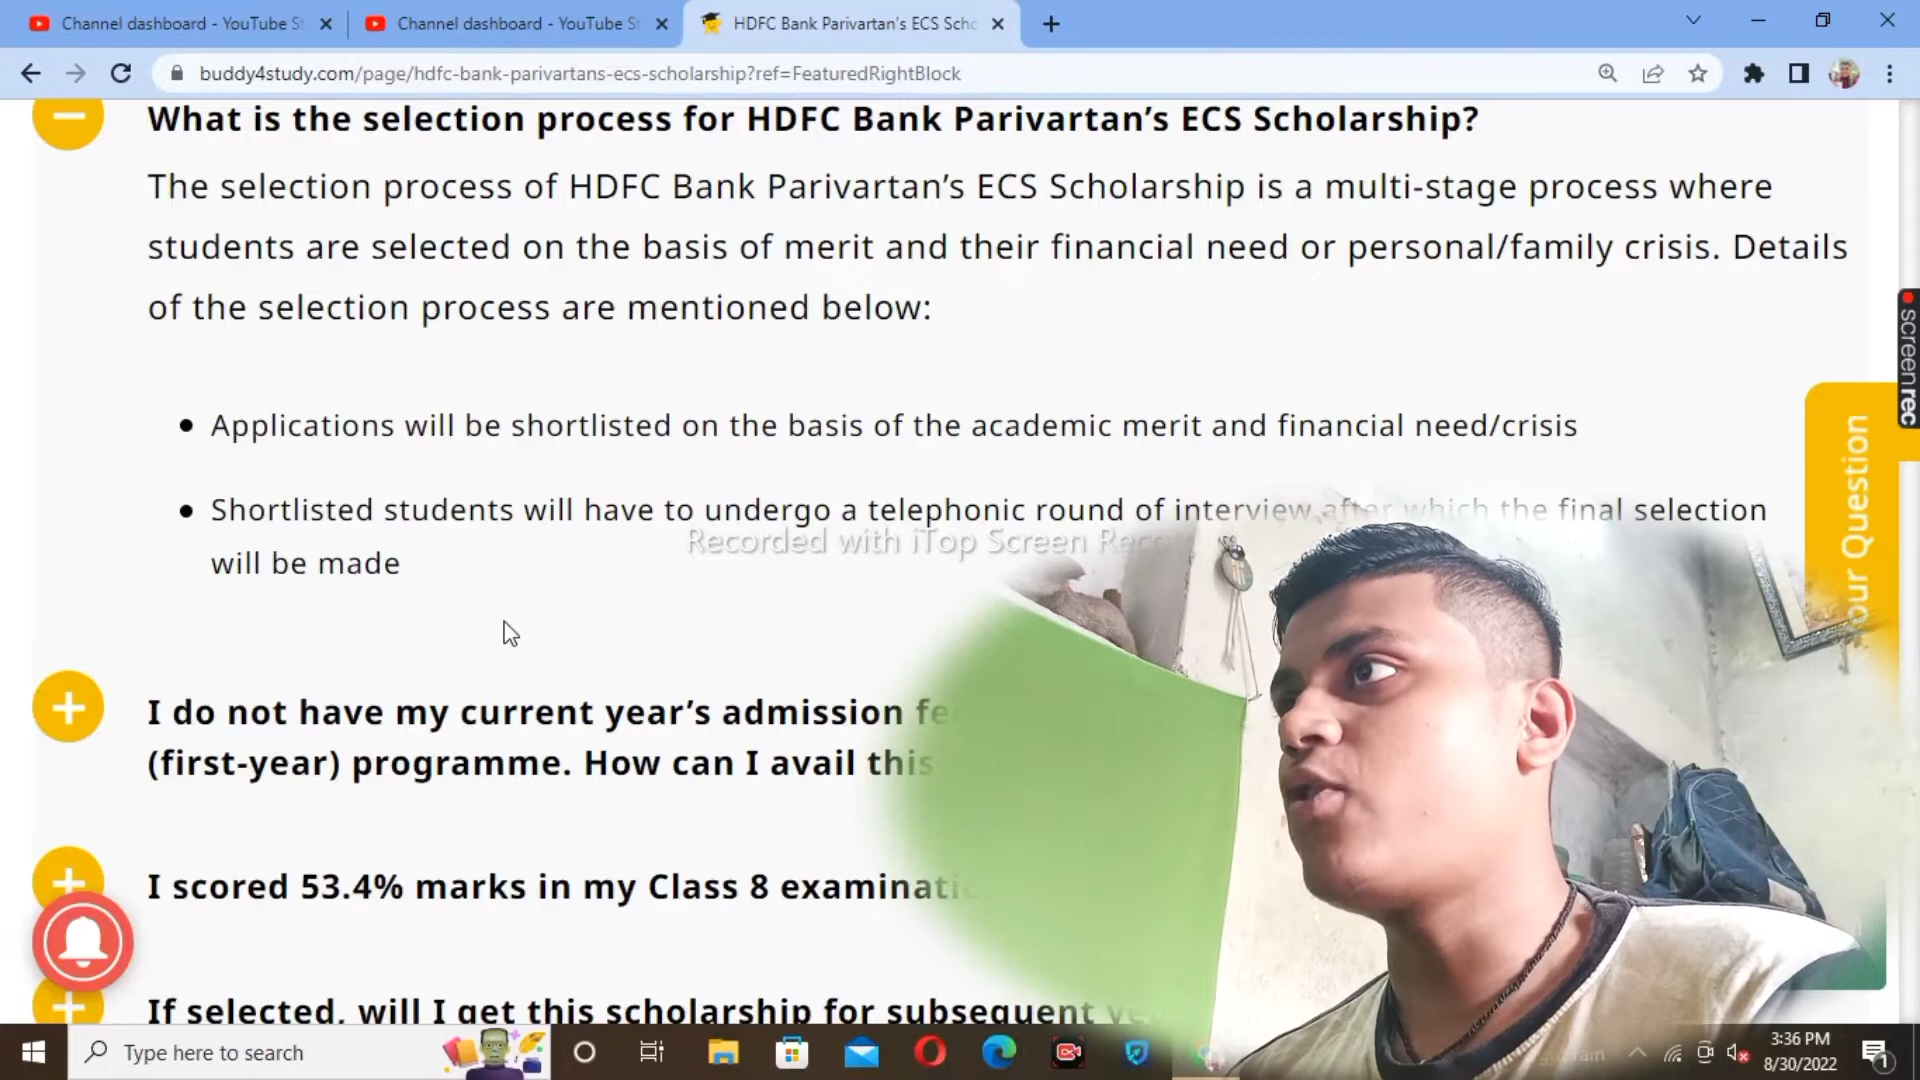 Channel dashboard - YouTube St
Channel dashboard - YouTube St
HDFC Bank Parivartan's ECS Scho
buddy4study.com/page/hdfc-bank-parivartans-ecs-scholarship?ref=FeaturedRightBlock
What is the selection process for HDFC Bank Parivartan’s ECS Scholarship?
The selection process of HDFC Bank Parivartan’s ECS Scholarship is a multi-stage process where
students are selected on the basis of merit and their financial need or personal/family crisis. Details
of the selection process are mentioned below:
Applications will be shortlisted on the basis of the academic merit and financial need/crisis
Shortlisted students will have to undergo a telephonic round of interview after which the final selection
will be made
Recorded with iTop Screen Reco
screenrec
our Question
I do not have my current year’s admission fe
(first-year) programme. How can I avail this
I scored 53.4% marks in my Class 8 examinati
If selected, will I get this scholarship for subsequent
Type here to search
3:36 PM
8/30/2022
1